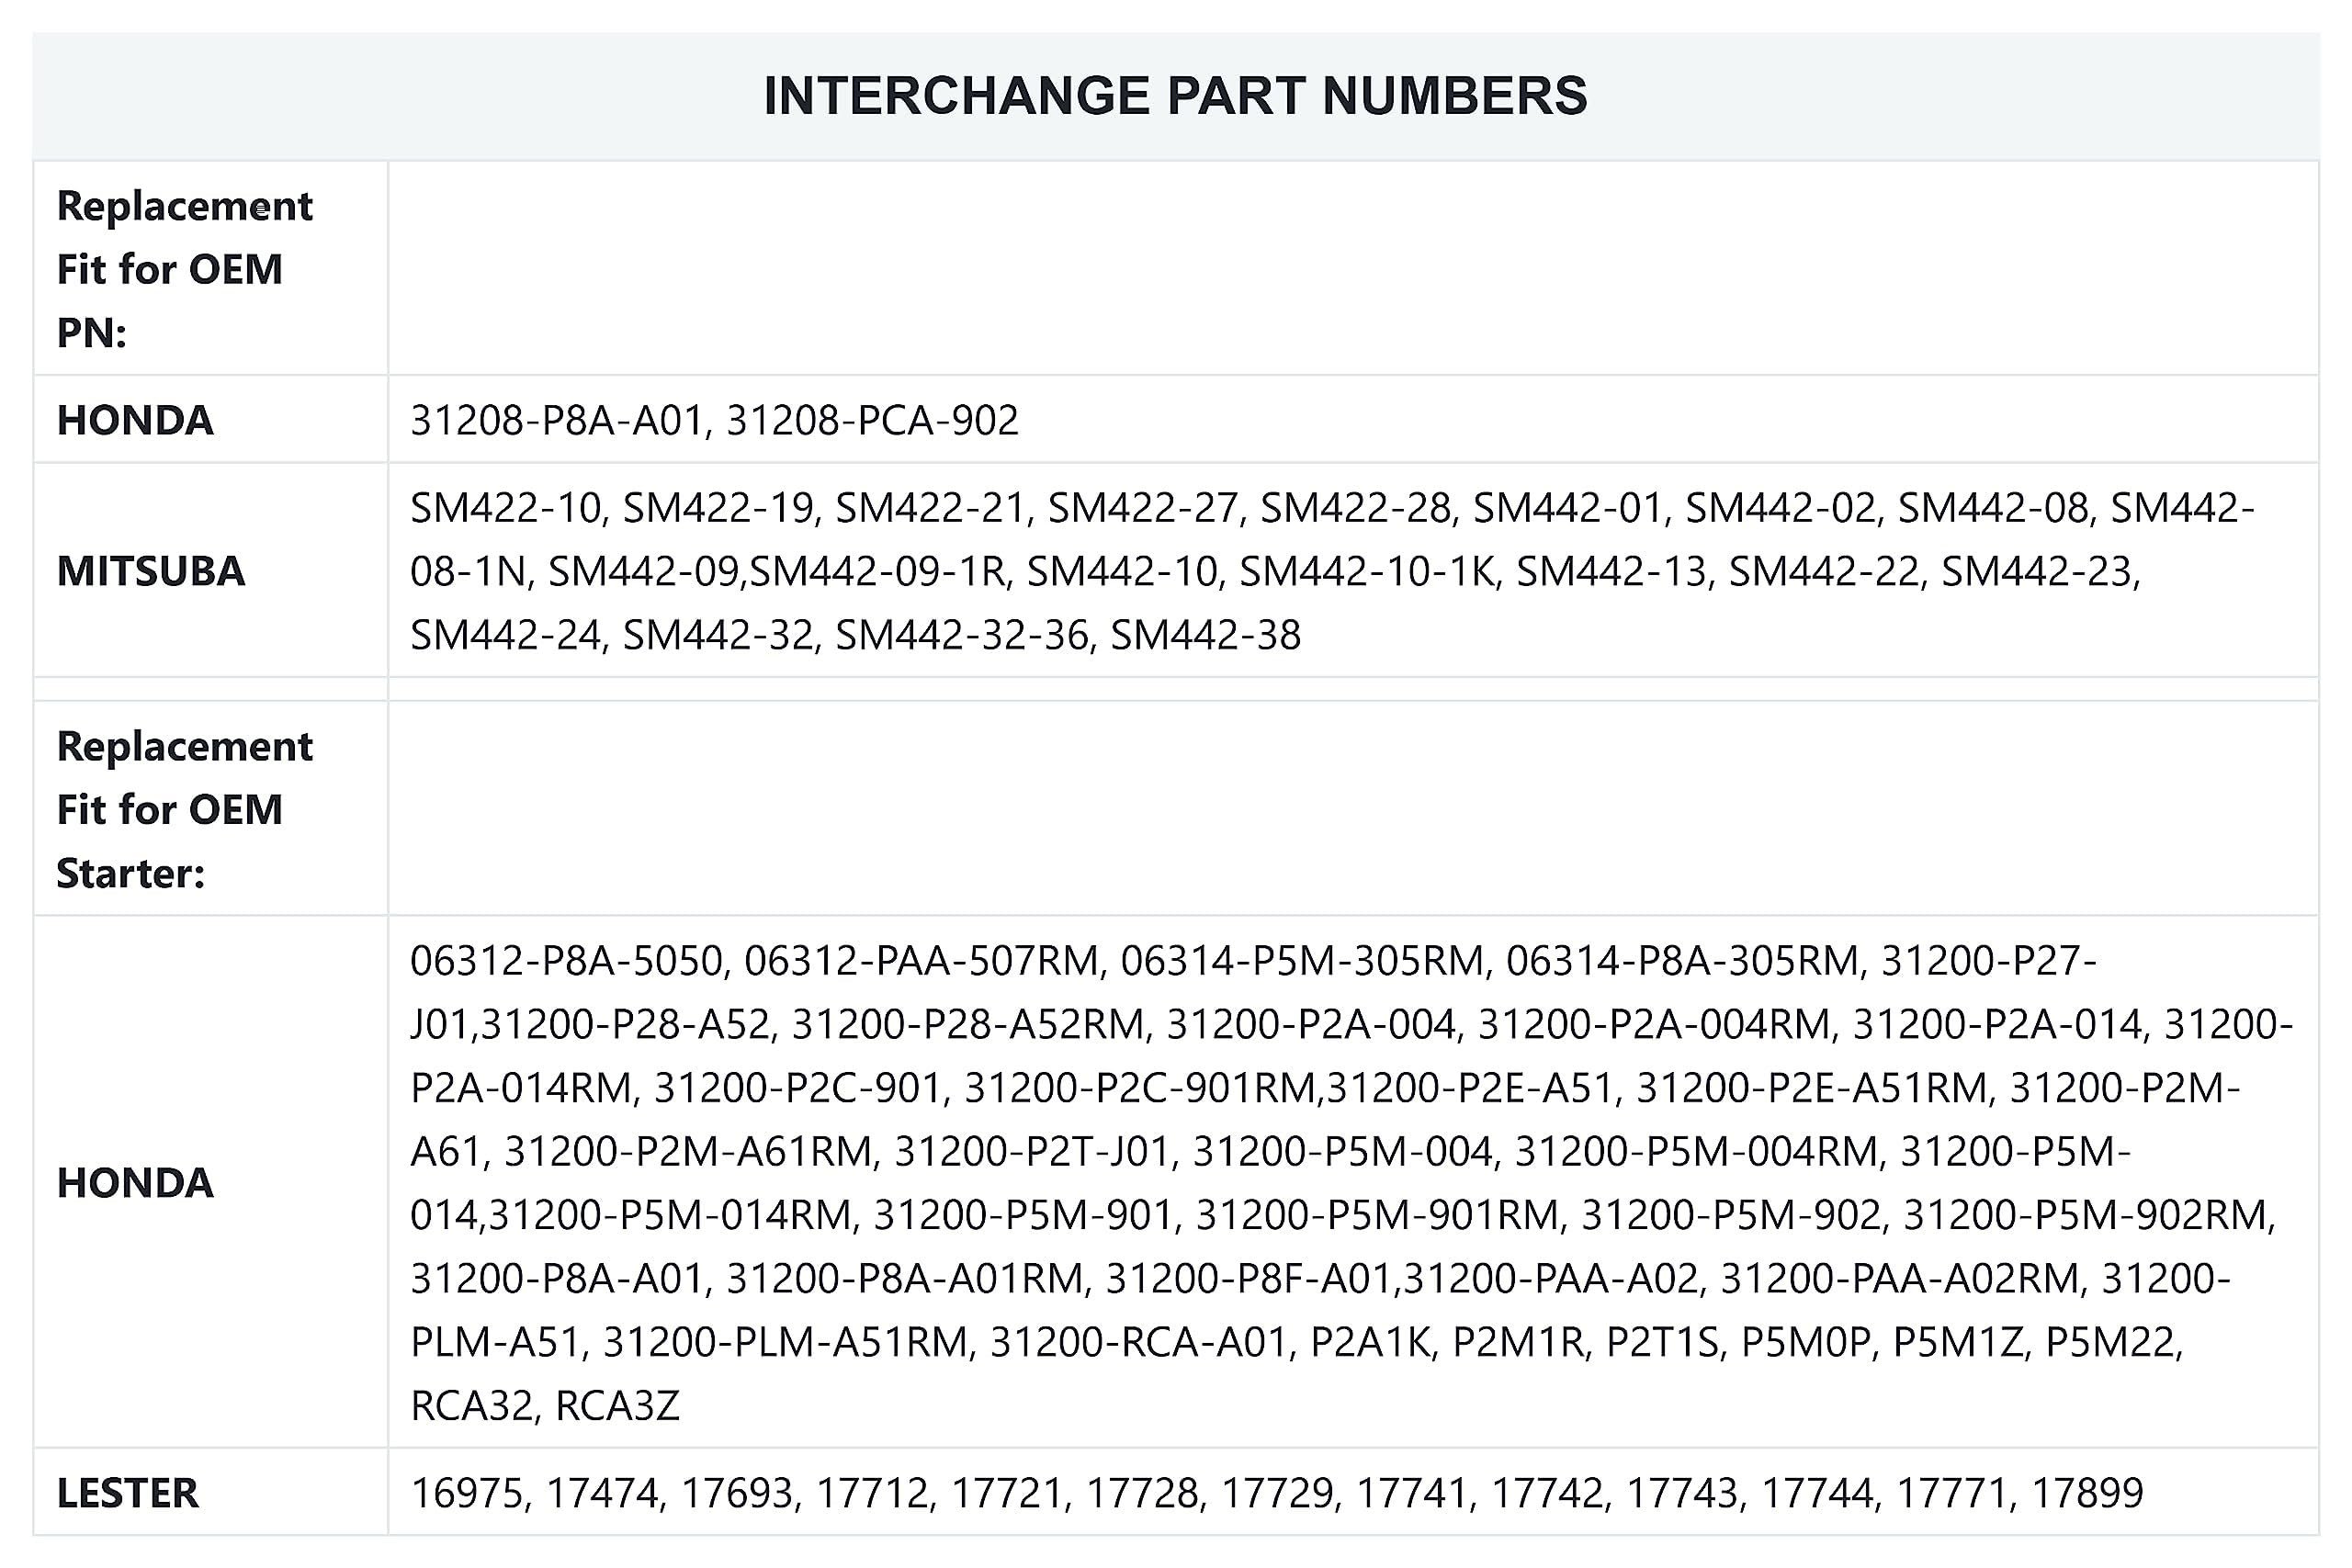 INTERCHANGE PART NUMBERS
Replacement
Fit for OEM
PN:
HONDA
31208-P8A-A01, 31208-PCA-902
MITSUBA
SM422-10, SM422-19, SM422-21, SM422-27, SM422-28, SM442-01, SM442-02, SM442-08, SM442-
08-1N, SM442-09,SM442-09-1R, SM442-10, SM442-10-1K, SM442-13, SM442-22, SM442-23,
SM442-24, SM442-32, SM442-32-36, SM442-38
Replacement
Fit for OEM
Starter:
HONDA
06312-P8A-5050, 06312-PAA-507RM, 06314-P5M-305RM, 06314-P8A-305RM, 31200-P27-
J01,31200-P28-A52, 31200-P28-A52RM, 31200-P2A-004, 31200-P2A-004RM, 31200-P2A-014, 31200-
P2A-014RM, 31200-P2C-901, 31200-P2C-901RM,31200-P2E-A51, 31200-P2E-A51RM, 31200-P2M-
A61, 31200-P2M-A61RM, 31200-P2T-J01, 31200-P5M-004, 31200-P5M-004RM, 31200-P5M-
014,31200-P5M-014RM, 31200-P5M-901, 31200-P5M-901RM, 31200-P5M-902, 31200-P5M-902RM,
31200-P8A-A01, 31200-P8A-A01RM, 31200-P8F-A01,31200-PAA-A02, 31200-PAA-A02RM, 31200-
PLM-A51, 31200-PLM-A51RM, 31200-RCA-A01, P2A1K, P2M1R, P2T1S, P5M0P, P5M1Z, P5M22,
RCA32, RCA3Z
LESTER
16975, 17474, 17693, 17712, 17721, 17728, 17729, 17741, 17742, 17743, 17744, 17771, 17899